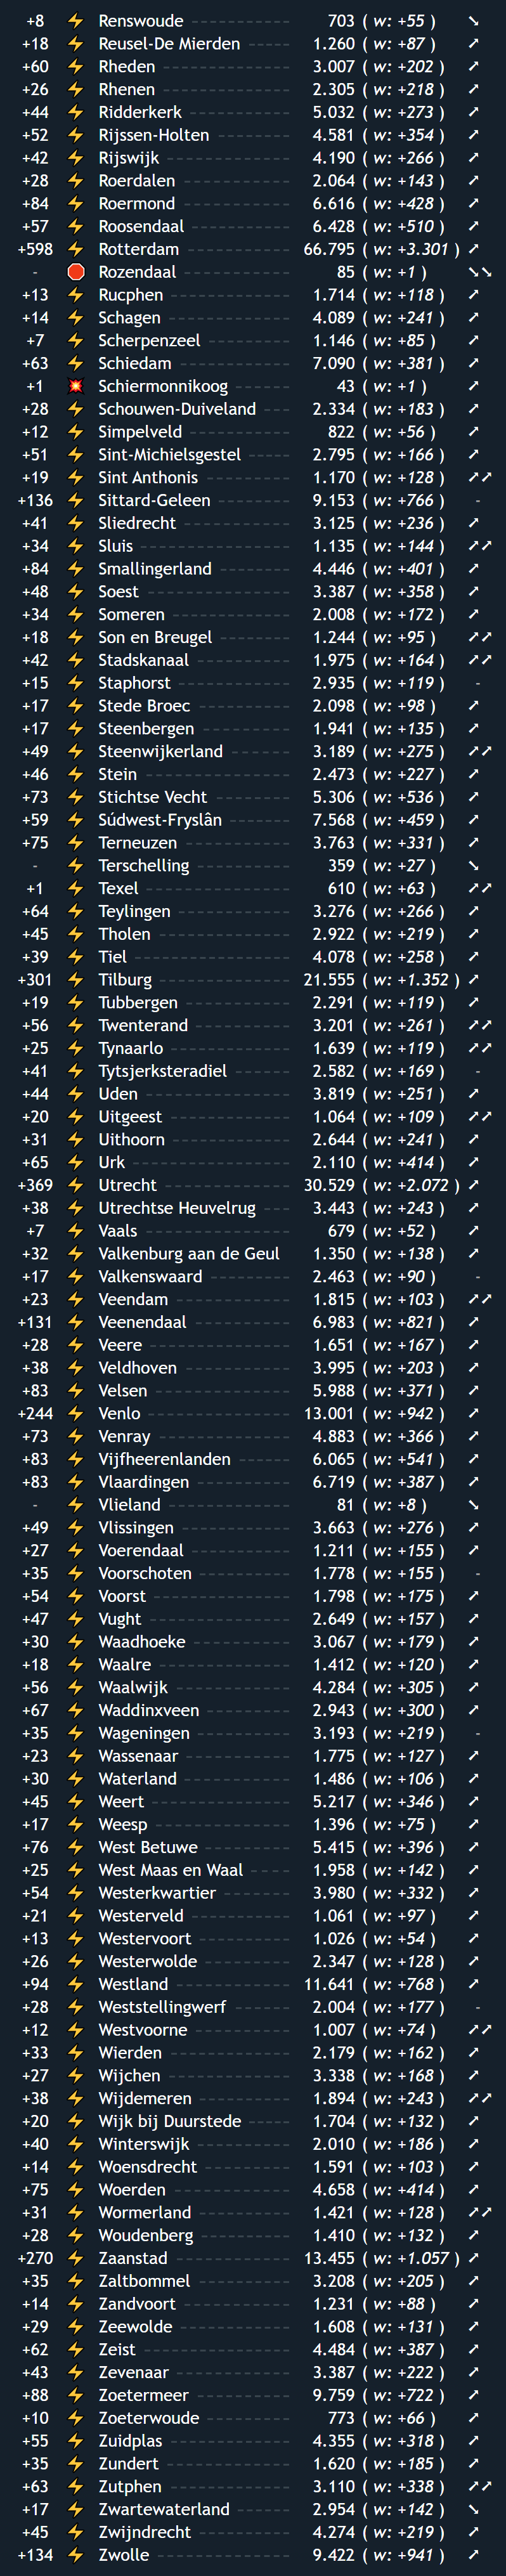 +8 ⚡ Renswoude ------------ 703 ( w: +55 ) ↘
+18 ⚡ Reusel-De Mierden ------ 1.260 ( w: +87 ) ↗
+60 ⚡ Rheden --------------- 3.007 ( w: +202 ) ↗
+26 ⚡ Rhenen --------------- 2.305 ( w: +218 ) ↗
+44 ⚡ Ridderkerk ------------ 5.032 ( w: +273 ) ↗
+52 ⚡ Rijssen-Holten --------- 4.581 ( w: +354 ) ↗
+42 ⚡ Rijswijk --------------- 4.190 ( w: +266 ) ↗
+28 ⚡ Roerdalen ------------- 2.064 ( w: +143 ) ↗
+84 ⚡ Roermond ------------- 6.616 ( w: +428 ) ↗
+57 ⚡ Roosendaal ------------ 6.428 ( w: +510 ) ↗
+598 ⚡ Rotterdam ------------ 66.795 ( w: +3.301 ) ↗
- 🛑 Rozendaal ------------- 85 ( w: +1 ) ↘↘
+13 ⚡ Rucphen -------------- 1.714 ( w: +118 ) ↗
+14 ⚡ Schagen -------------- 4.089 ( w: +241 ) ↗
+7 ⚡ Scherpenzeel ---------- 1.146 ( w: +85 ) ↗
+63 ⚡ Schiedam ------------- 7.090 ( w: +381 ) ↗
+1 💥 Schiermonnikoog ------- 43 ( w: +1 ) ↗
+28 ⚡ Schouwen-Duiveland ---- 2.334 ( w: +183 ) ↗
+12 ⚡ Simpelveld ------------ 822 ( w: +56 ) ↗
+51 ⚡ Sint-Michielsgestel ----- 2.795 ( w: +166 ) ↗
+19 ⚡ Sint Anthonis ---------- 1.170 ( w: +128 ) ↗↗
+136 ⚡ Sittard-Geleen --------- 9.153 ( w: +766 ) -
+41 ⚡ Sliedrecht ------------- 3.125 ( w: +236 ) ↗
+34 ⚡ Sluis ------------------ 1.135 ( w: +144 ) ↗↗
+84 ⚡ Smallingerland --------- 4.446 ( w: +401 ) ↗
+48 ⚡ Soest ----------------- 3.387 ( w: +358 ) ↗
+34 ⚡ Someren -------------- 2.008 ( w: +172 ) ↗
+18 ⚡ Son en Breugel --------- 1.244 ( w: +95 ) ↗↗
+42 ⚡ Stadskanaal ----------- 1.975 ( w: +164 ) ↗↗
+15 ⚡ Staphorst ------------- 2.935 ( w: +119 ) -
+17 ⚡ Stede Broec ----------- 2.098 ( w: +98 ) ↗
+17 ⚡ Steenbergen ----------- 1.941 ( w: +135 ) ↗
+49 ⚡ Steenwijkerland ------- 3.189 ( w: +275 ) ↗↗
+46 ⚡ Stein ----------------- 2.473 ( w: +227 ) ↗
+73 ⚡ Stichtse Vecht --------- 5.306 ( w: +536 ) ↗
+59 ⚡ Súdwest-Fryslân ------- 7.568 ( w: +459 ) ↗
+75 ⚡ Terneuzen ------------- 3.763 ( w: +331 ) ↗
- ⚡ Terschelling ----------- 359 ( w: +27 ) ↘
+1 ⚡ Texel ----------------- 610 ( w: +63 ) ↗↗
+64 ⚡ Teylingen ------------- 3.276 ( w: +266 ) ↗
+45 ⚡ Tholen --------------- 2.922 ( w: +219 ) ↗
+39 ⚡ Tiel ------------------ 4.078 ( w: +258 ) ↗
+301 ⚡ Tilburg --------------- 21.555 ( w: +1.352 ) ↗
+19 ⚡ Tubbergen ------------ 2.291 ( w: +119 ) ↗
+56 ⚡ Twenterand ----------- 3.201 ( w: +261 ) ↗↗
+25 ⚡ Tynaarlo -------------- 1.639 ( w: +119 ) ↗↗
+41 ⚡ Tytsjerksteradiel ------- 2.582 ( w: +169 ) -
+44 ⚡ Uden ----------------- 3.819 ( w: +251 ) ↗
+20 ⚡ Uitgeest -------------- 1.064 ( w: +109 ) ↗↗
+31 ⚡ Uithoorn -------------- 2.644 ( w: +241 ) ↗
+65 ⚡ Urk ------------------- 2.110 ( w: +414 ) ↗
+369 ⚡ Utrecht --------------- 30.529 ( w: +2.072 ) ↗
+38 ⚡ Utrechtse Heuvelrug ---- 3.443 ( w: +243 ) ↗
+7 ⚡ Vaals ----------------- 679 ( w: +52 ) ↗
+32 ⚡ Valkenburg aan de Geul 1.350 ( w: +138 ) ↗
+17 ⚡ Valkenswaard ---------- 2.463 ( w: +90 ) -
+23 ⚡ Veendam -------------- 1.815 ( w: +103 ) ↗↗
+131 ⚡ Veenendaal ----------- 6.983 ( w: +821 ) ↗
+28 ⚡ Veere ---------------- 1.651 ( w: +167 ) ↗
+38 ⚡ Veldhoven ------------ 3.995 ( w: +203 ) ↗
+83 ⚡ Velsen ---------------- 5.988 ( w: +371 ) ↗
+244 ⚡ Venlo ---------------- 13.001 ( w: +942 ) ↗
+73 ⚡ Venray --------------- 4.883 ( w: +366 ) ↗
+83 ⚡ Vijfheerenlanden ------- 6.065 ( w: +541 ) ↗
+83 ⚡ Vlaardingen ----------- 6.719 ( w: +387 ) ↗
- ⚡ Vlieland -------------- 81 ( w: +8 ) ↘
+49 ⚡ Vlissingen ------------- 3.663 ( w: +276 ) ↗
+27 ⚡ Voerendaal ------------ 1.211 ( w: +155 ) ↗
+35 ⚡ Voorschoten ----------- 1.778 ( w: +155 ) -
+54 ⚡ Voorst ---------------- 1.798 ( w: +175 ) ↗
+47 ⚡ Vught ---------------- 2.649 ( w: +157 ) ↗
+30 ⚡ Waadhoeke ------------ 3.067 ( w: +179 ) ↗
+18 ⚡ Waalre --------------- 1.412 ( w: +120 ) ↗
+56 ⚡ Waalwijk -------------- 4.284 ( w: +305 ) ↗
+67 ⚡ Waddinxveen ---------- 2.943 ( w: +300 ) ↗
+35 ⚡ Wageningen ----------- 3.193 ( w: +219 ) -
+23 ⚡ Wassenaar ------------ 1.775 ( w: +127 ) ↗
+30 ⚡ Waterland ------------ 1.486 ( w: +106 ) ↗
+45 ⚡ Weert ---------------- 5.217 ( w: +346 ) ↗
+17 ⚡ Weesp ---------------- 1.396 ( w: +75 ) ↗
+76 ⚡ West Betuwe ---------- 5.415 ( w: +396 ) ↗
+25 ⚡ West Maas en Waal ----- 1.958 ( w: +142 ) ↗
+54 ⚡ Westerkwartier -------- 3.980 ( w: +332 ) ↗
+21 ⚡ Westerveld ------------ 1.061 ( w: +97 ) ↗
+13 ⚡ Westervoort ----------- 1.026 ( w: +54 ) ↗
+26 ⚡ Westerwolde ---------- 2.347 ( w: +128 ) ↗
+94 ⚡ Westland ------------- 11.641 ( w: +768 ) ↗
+28 ⚡ Weststellingwerf ------- 2.004 ( w: +177 ) -
+12 ⚡ Westvoorne ----------- 1.007 ( w: +74 ) ↗↗
+33 ⚡ Wierden -------------- 2.179 ( w: +162 ) ↗
+27 ⚡ Wijchen --------------- 3.338 ( w: +168 ) ↗
+38 ⚡ Wijdemeren ----------- 1.894 ( w: +243 ) ↗↗
+20 ⚡ Wijk bij Duurstede ----- 1.704 ( w: +132 ) ↗
+40 ⚡ Winterswijk ----------- 2.010 ( w: +186 ) ↗
+14 ⚡ Woensdrecht ---------- 1.591 ( w: +103 ) ↗
+75 ⚡ Woerden -------------- 4.658 ( w: +414 ) ↗
+31 ⚡ Wormerland ----------- 1.421 ( w: +128 ) ↗↗
+28 ⚡ Woudenberg ----------- 1.410 ( w: +132 ) ↗
+270 ⚡ Zaanstad ------------- 13.455 ( w: +1.057 ) ↗
+35 ⚡ Zaltbommel ----------- 3.208 ( w: +205 ) ↗
+14 ⚡ Zandvoort ------------ 1.231 ( w: +88 ) ↗
+29 ⚡ Zeewolde ------------- 1.608 ( w: +131 ) ↗
+62 ⚡ Zeist ----------------- 4.484 ( w: +387 ) ↗
+43 ⚡ Zevenaar ------------- 3.387 ( w: +222 ) ↗
+88 ⚡ Zoetermeer ----------- 9.759 ( w: +722 ) ↗
+10 ⚡ Zoeterwoude ---------- 773 ( w: +66 ) ↗
+55 ⚡ Zuidplas -------------- 4.355 ( w: +318 ) ↗
+35 ⚡ Zundert --------------- 1.620 ( w: +185 ) ↗
+63 ⚡ Zutphen -------------- 3.110 ( w: +338 ) ↗↗
+17 ⚡ Zwartewaterland ------- 2.954 ( w: +142 ) ↘
+45 ⚡ Zwijndrecht ----------- 4.274 ( w: +219 ) ↗
+134 ⚡ Zwolle ---------------- 9.422 ( w: +941 ) ↗